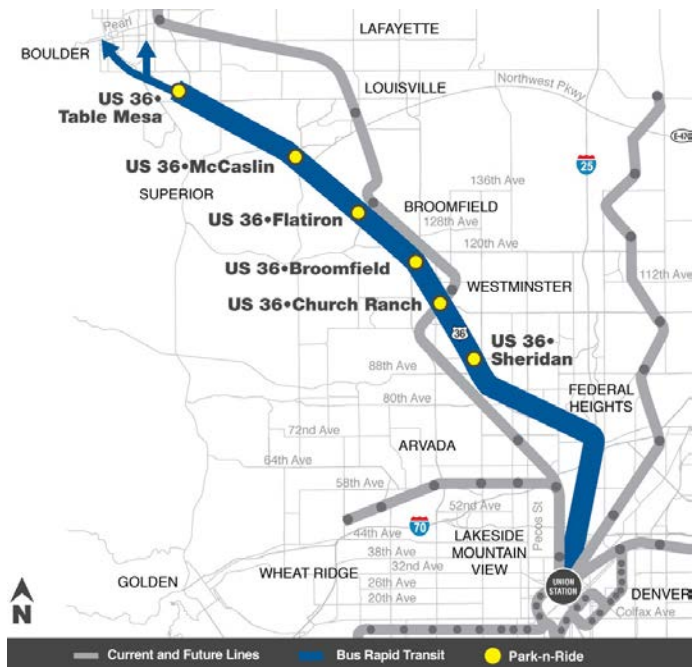 Pearl
LAFAYETTE
BOULDER
LOUISVILLE
Northwest Pkwy
US 36•
Table Mesa
E-470
US 36•McCaslin
25
136th Ave
SUPERIOR
BROOMFIELD
US 36•Flatiron
128th Ave
120th Ave
US 36•Broomfield
112th Ave
WESTMINSTER
US 36•Church Ranch
36
US 36•
Sheridan
88th Ave
FEDERAL
HEIGHTS
80th Ave
72nd Ave
ARVADA
64th Ave
58th Ave
52nd Ave
Pecos St
70
44th Ave
LAKESIDE
MOUNTAIN
VIEW
38th Ave
32nd Ave
WHEAT RIDGE
GOLDEN
26th Ave
20th Ave
UNION
STATION
DENVER
Colfax Ave
N
Current and Future Lines
Bus Rapid Transit
Park-n-Ride